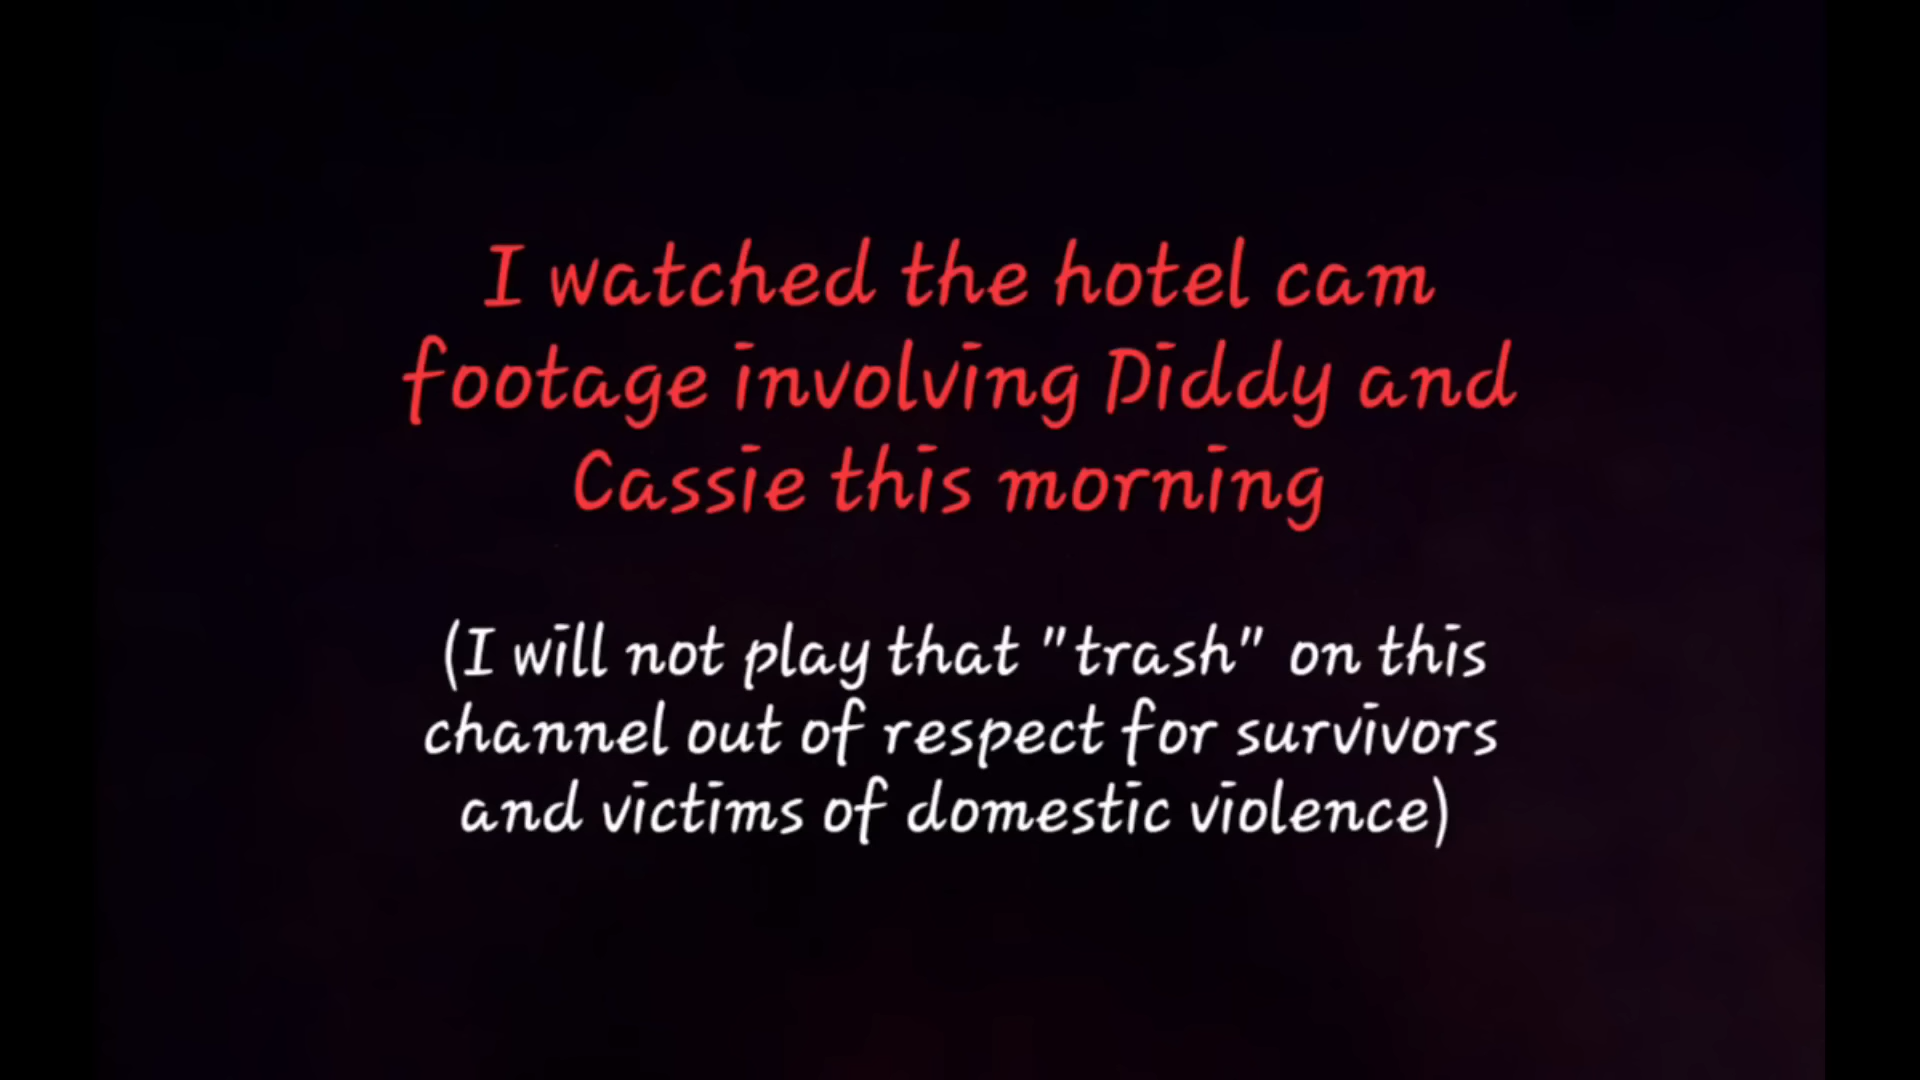 I watched the hotel cam
footage involving Diddy and
Cassie this morning
(I will not play that "trash" on this
channel out of respect for survivors
and victims of domestic violence)